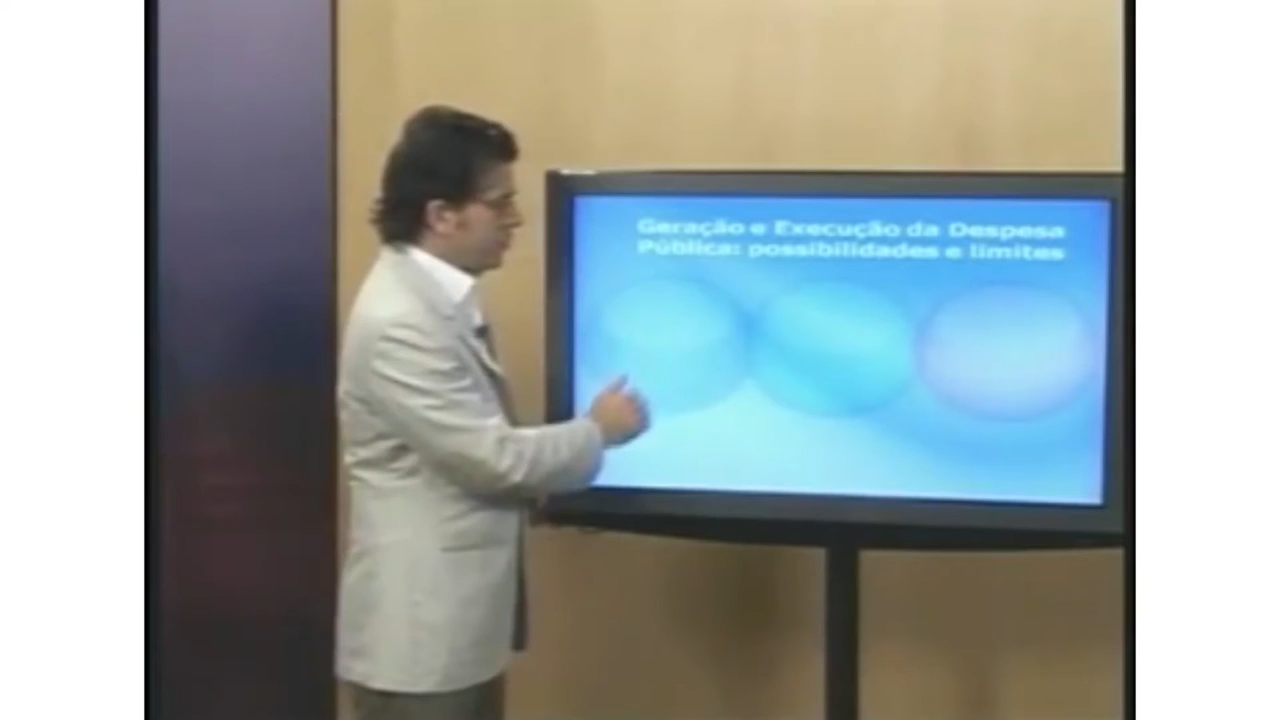 Geração e Execução da Despesa
Pública: possibilidades e limites